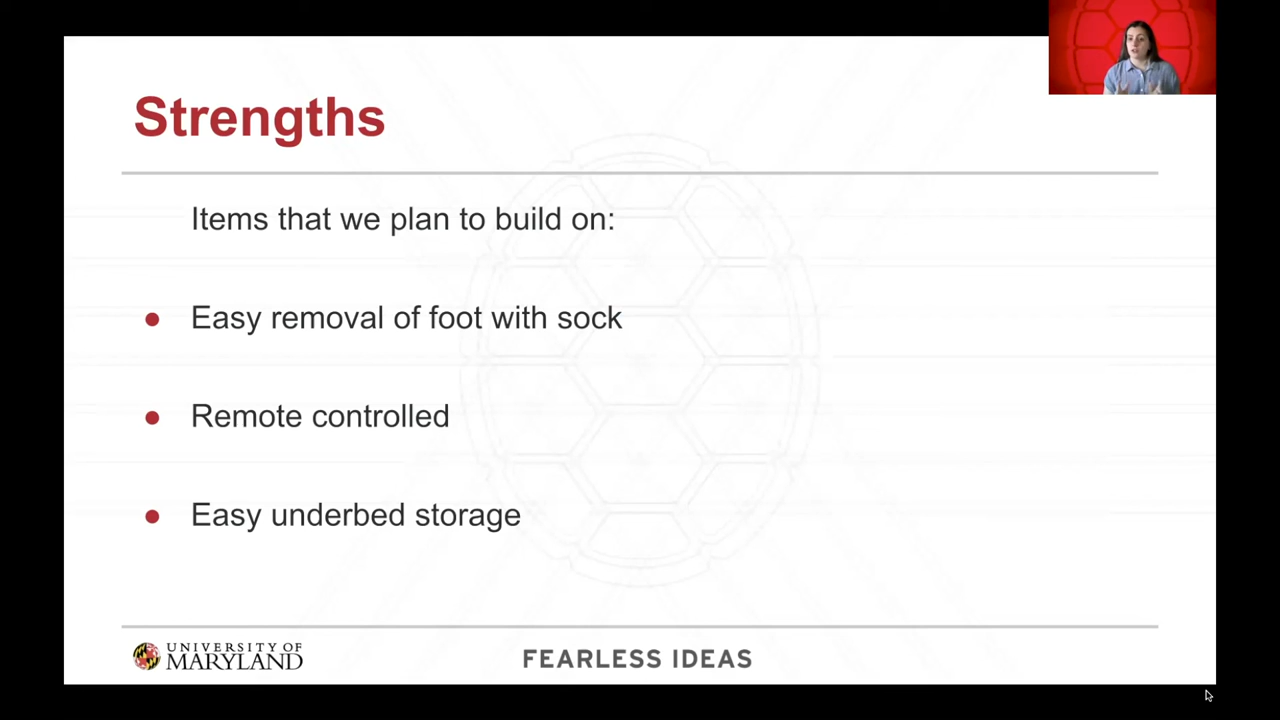 Strengths
Items that we plan to build on:
● Easy removal of foot with sock
● Remote controlled
● Easy underbed storage
UNIVERSITY OF
MARYLAND
FEARLESS IDEAS